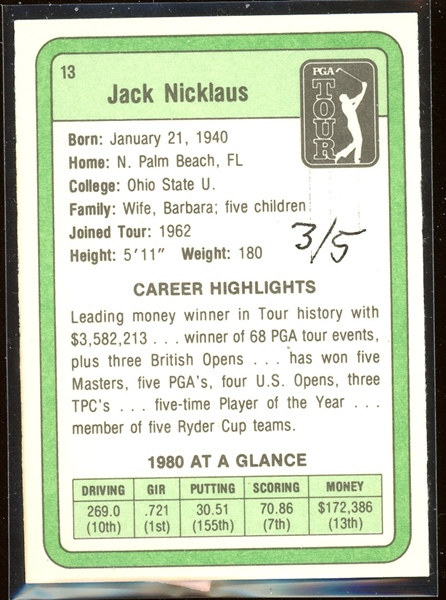 13
Jack Nicklaus
PGA
TOUR
Born: January 21, 1940
Home: N. Palm Beach, FL
College: Ohio State U.
Family: Wife, Barbara; five children
Joined Tour: 1962
3/5
Height: 5'11" Weight: 180
CAREER HIGHLIGHTS
Leading money winner in Tour history with
$3,582,213 . . . winner of 68 PGA tour events,
plus three British Opens . . . has won five
Masters, five PGA's, four U.S. Opens, three
TPC's . . . five-time Player of the Year . . .
member of five Ryder Cup teams.
1980 AT A GLANCE
DRIVING GIR PUTTING SCORING MONEY
269.0 .721 30.51 70.86 $172,386
(10th) (1st) (155th) (7th) (13th)